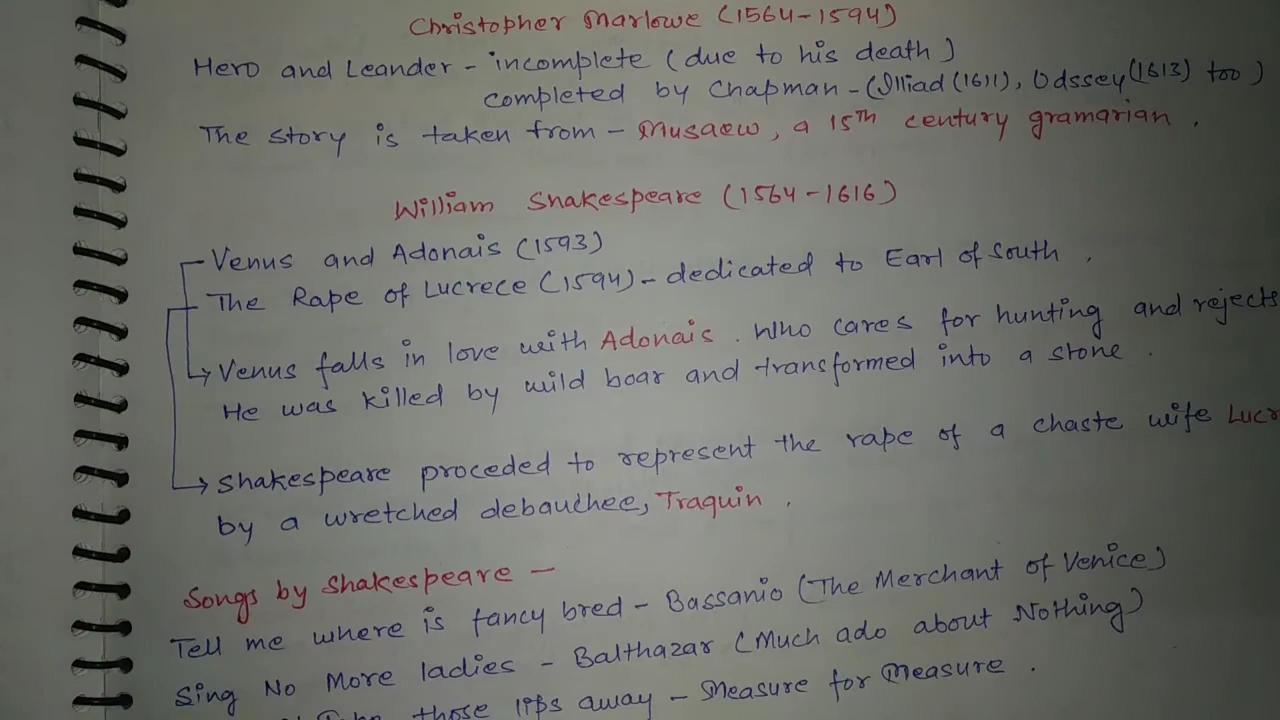 Christopher Marlowe (1564-1594)
Hero and Leander - incomplete (due to his death)
completed by Chapman - (Illiad (1611), Odssey (1613) too)
The story is taken from - Musaew, a 15th century gramarian.
William Shakespeare (1564-1616)
Venus and Adonais (1593)
The Rape of Lucrece (1594) - dedicated to Earl of South.
Venus falls in love with Adonais. Who cares for hunting and rejects
He was killed by wild boar and transformed into a stone.
Shakespeare proceded to represent the rape of a chaste wife Lucr
by a wretched debauchee, Traquin.
Songs by Shakespeare -
Tell me where is fancy bred - Bassanio (The Merchant of Venice)
Sing No More ladies - Balthazar (Much ado about Nothing)
those lips away - Measure for Measure.